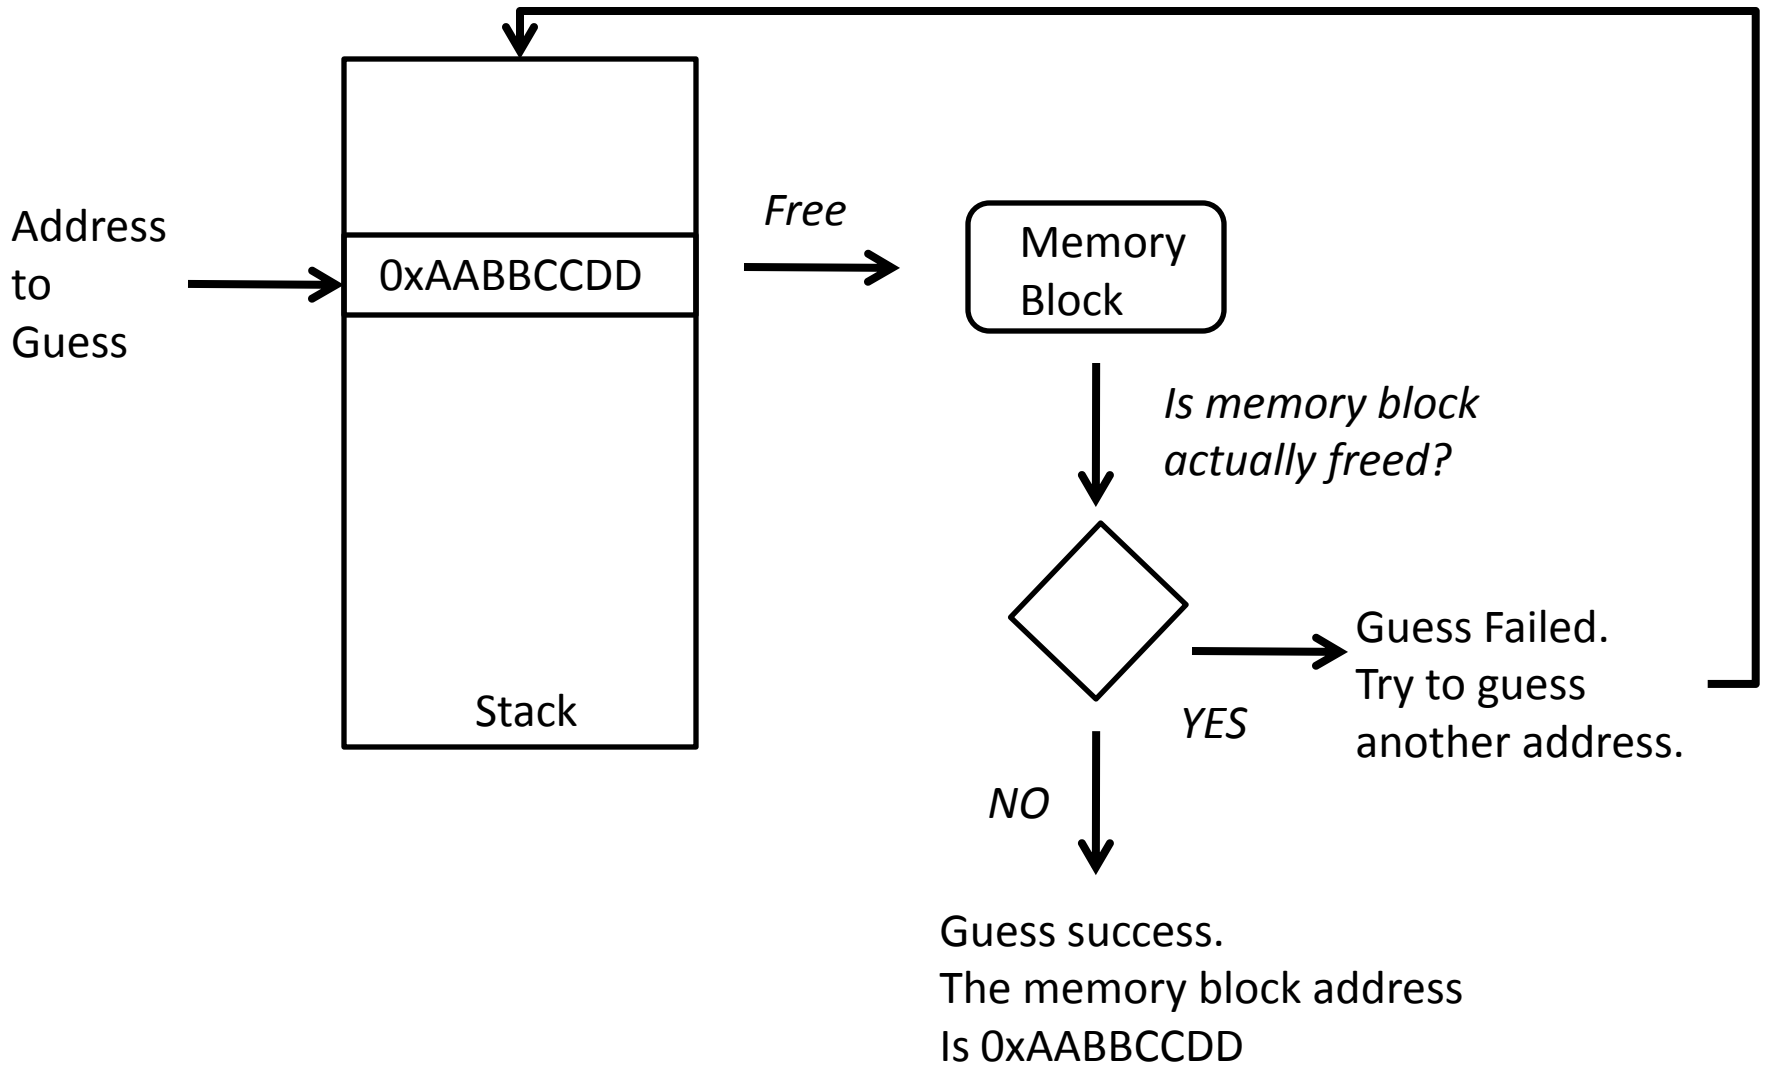 Address
to
Guess
0xAABBCCDD
Stack
Free
Memory
Block
Is memory block
actually freed?
YES
Guess Failed.
Try to guess
another address.
NO
Guess success.
The memory block address
Is 0xAABBCCDD